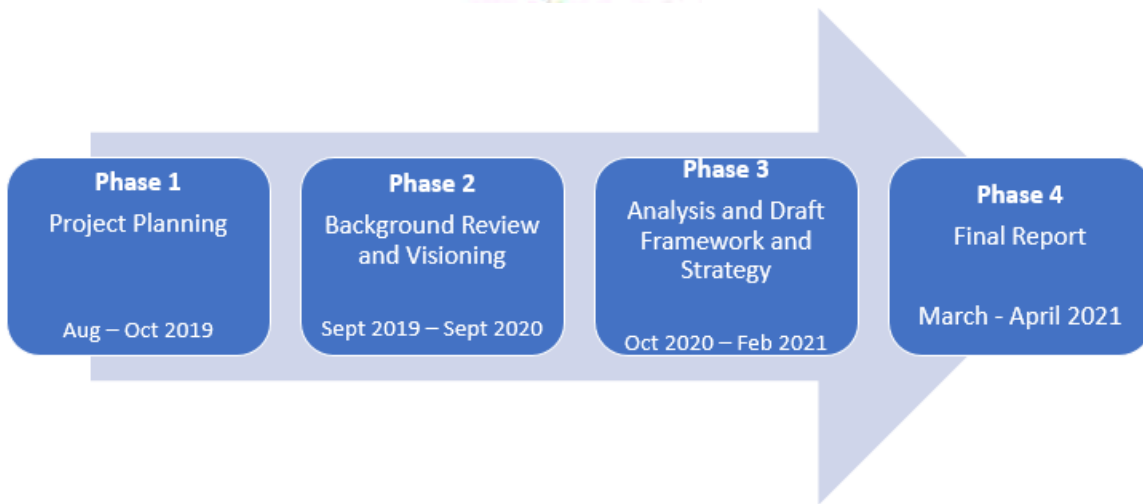 Phase 1
Project Planning
Aug – Oct 2019
Phase 2
Background Review
and Visioning
Sept 2019 – Sept 2020
Phase 3
Analysis and Draft
Framework and
Strategy
Oct 2020 – Feb 2021
Phase 4
Final Report
March - April 2021